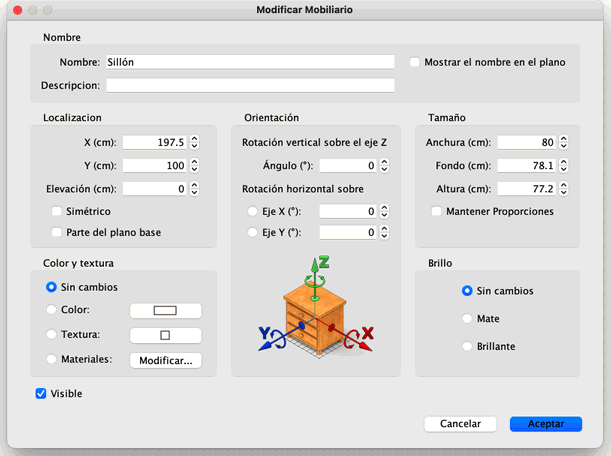 Modificar Mobiliario
Nombre
Nombre: Sillón
Mostrar el nombre en el plano
Descripcion:
Localizacion
X (cm): 197.5
Y (cm): 100
Elevación (cm): 0
Simétrico
Parte del plano base
Orientación
Rotación vertical sobre el eje Z
Ángulo (°): 0
Rotación horizontal sobre
Eje X (°): 0
Eje Y (°): 0
Tamaño
Anchura (cm): 80
Fondo (cm): 78.1
Altura (cm): 77.2
Mantener Proporciones
Color y textura
Sin cambios
Color:
Textura:
Materiales: Modificar...
Z
Y
X
Brillo
Sin cambios
Mate
Brillante
Visible
Cancelar
Aceptar